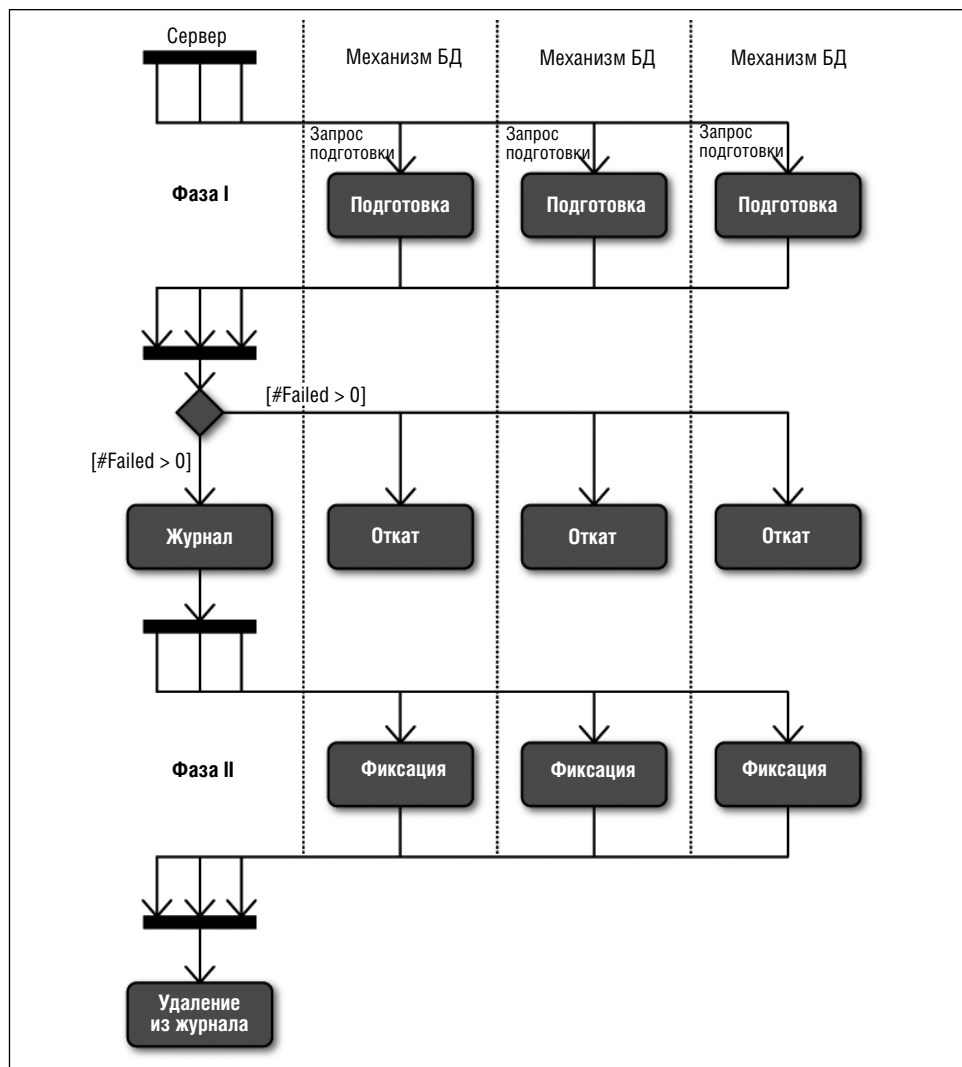 Сервер
Механизм БД
Механизм БД
Механизм БД
Запрос
подготовки
Запрос
подготовки
Запрос
подготовки
Фаза I
Подготовка
Подготовка
Подготовка
[#Failed > 0]
[#Failed > 0]
Журнал
Откат
Откат
Откат
Фаза II
Фиксация
Фиксация
Фиксация
Удаление
из журнала